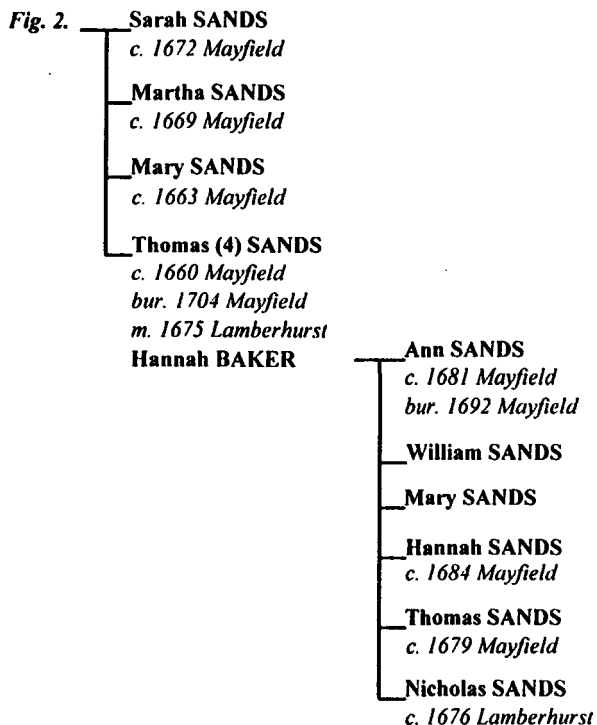 Fig. 2.
Sarah SANDS
c. 1672 Mayfield
Martha SANDS
c. 1669 Mayfield
Mary SANDS
c. 1663 Mayfield
Thomas (4) SANDS
c. 1660 Mayfield
bur. 1704 Mayfield
m. 1675 Lamberhurst
Hannah BAKER
Ann SANDS
c. 1681 Mayfield
bur. 1692 Mayfield
William SANDS
Mary SANDS
Hannah SANDS
c. 1684 Mayfield
Thomas SANDS
c. 1679 Mayfield
Nicholas SANDS
c. 1676 Lamberhurst